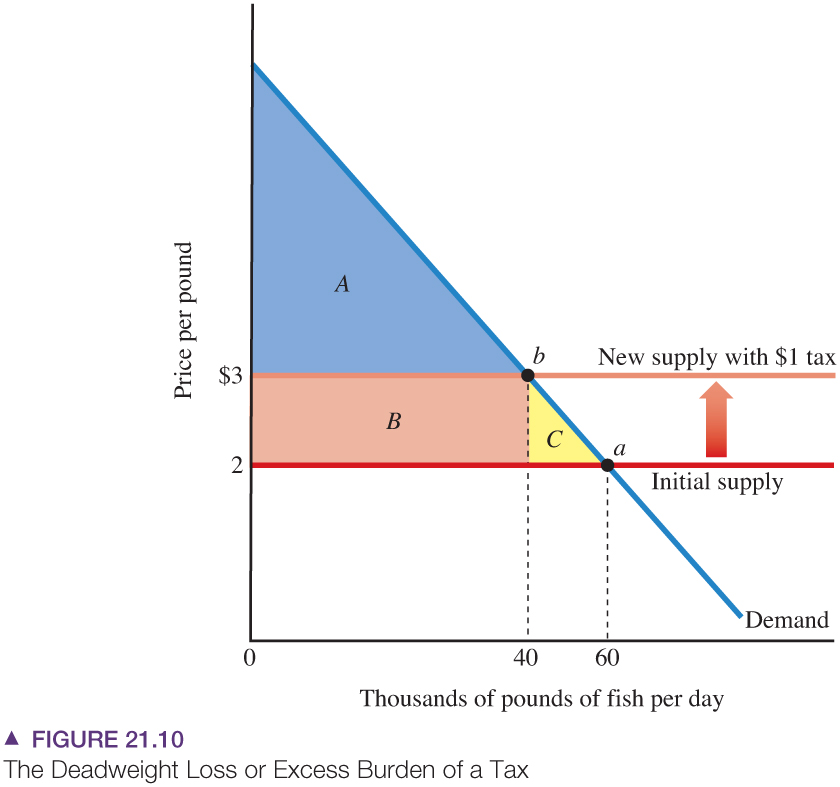 Price per pound
A
b
New supply with $1 tax
$3
B
C
a
2
Initial supply
Demand
0
40
60
Thousands of pounds of fish per day
▲ FIGURE 21.10
The Deadweight Loss or Excess Burden of a Tax